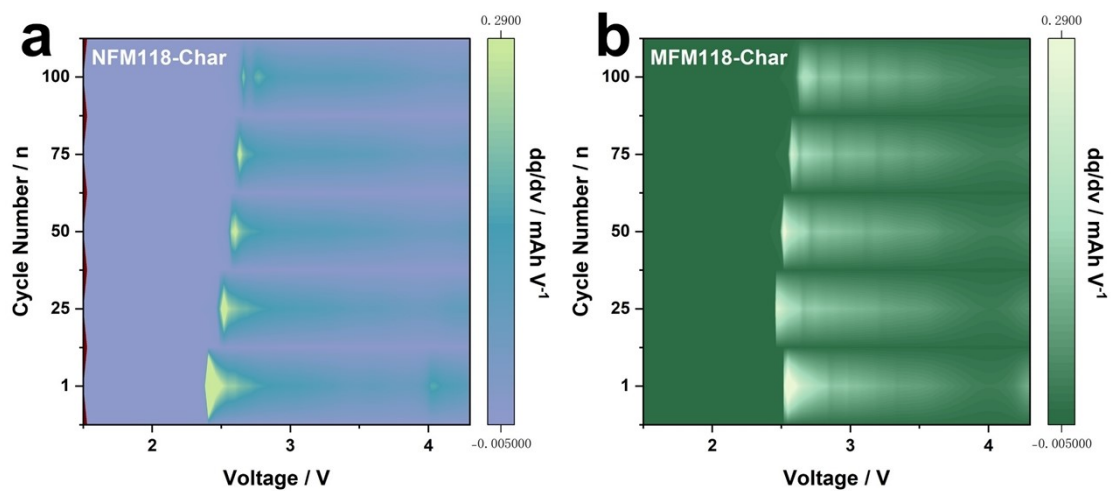 a
NFM118-Char
Cycle Number / n
100
75
50
25
1
2
3
4
Voltage / V
0.2900
dq/dv / mAh V-1
-0.005000
b
MFM118-Char
Cycle Number / n
100
75
50
25
1
2
3
4
Voltage / V
0.2900
dq/dv / mAh V-1
-0.005000